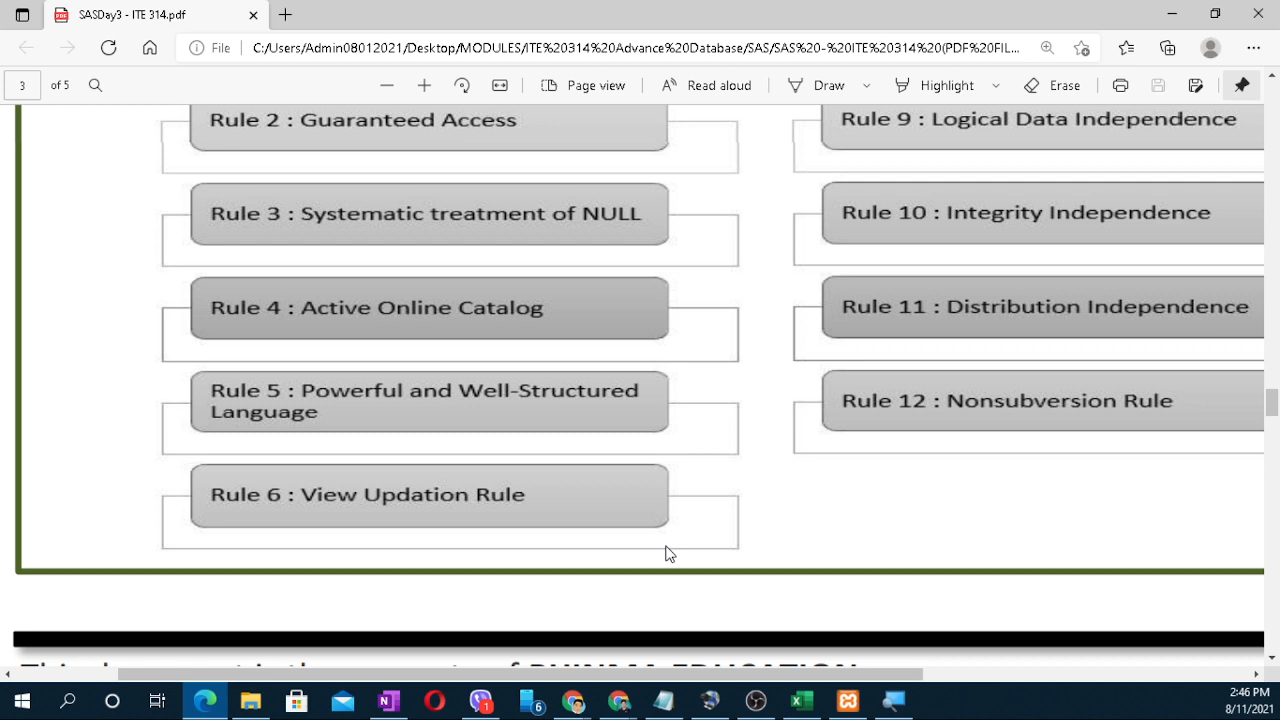 SASDay3 - ITE 314.pdf
File
C:/Users/Admin08012021/Desktop/MODULES/ITE%20314%20Advance%20Database/SAS/SAS%20-%20ITE%20314%20(PDF%20FIL...
3 of 5
Page view
Read aloud
Draw
Highlight
Erase
Rule 2 : Guaranteed Access
Rule 3 : Systematic treatment of NULL
Rule 4 : Active Online Catalog
Rule 5 : Powerful and Well-Structured
Language
Rule 6 : View Updation Rule
Rule 9 : Logical Data Independence
Rule 10 : Integrity Independence
Rule 11 : Distribution Independence
Rule 12 : Nonsubversion Rule
2:46 PM
8/11/2021